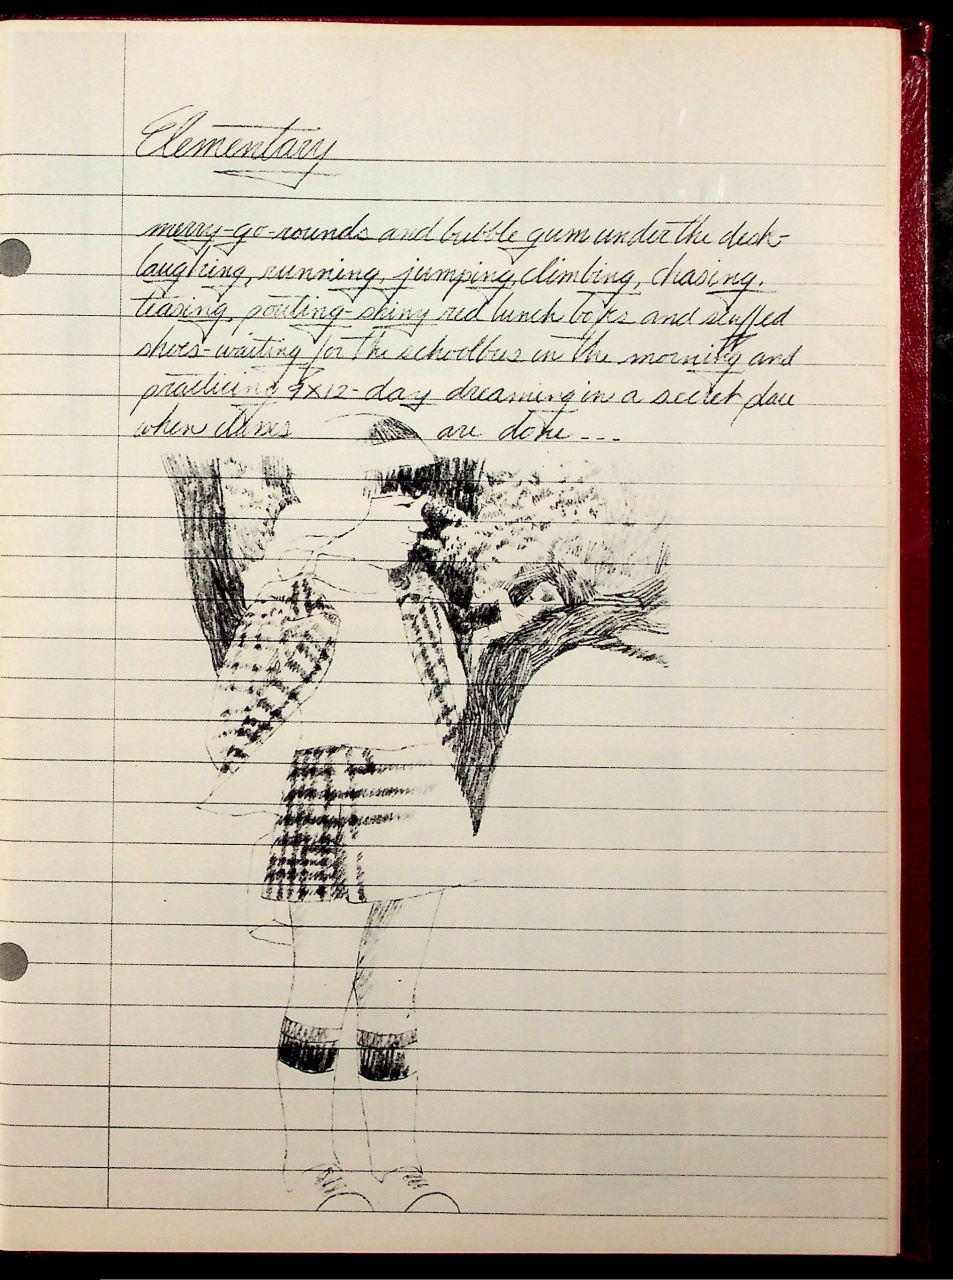 Elementary
merry-go-rounds and bubble gum under the desk-
laughing, running, jumping, climbing, chasing,
teasing, pouting-shiny red lunch boxes and scuffed
shoes-waiting for the schoolbus in the morning and
practicing 9x12-day dreaming in a secret place
when classes are done---